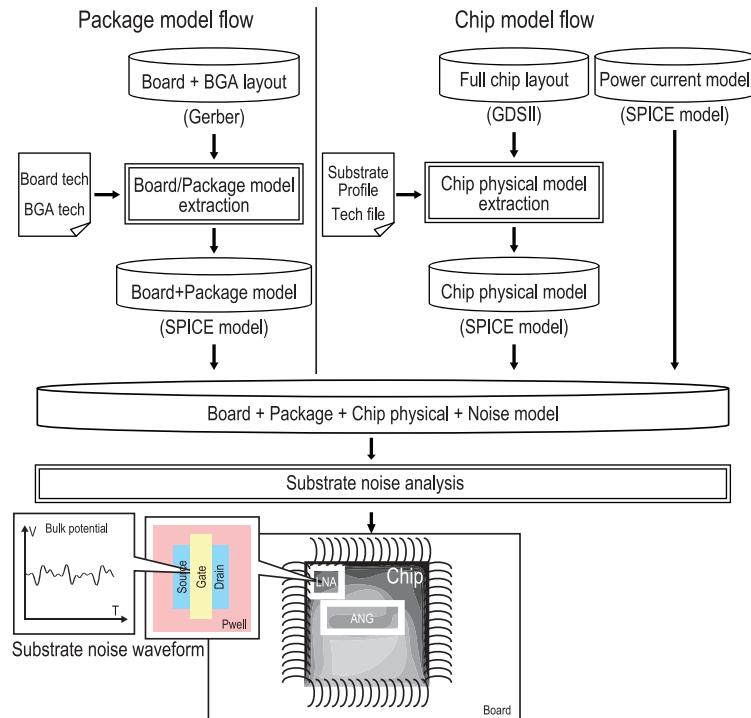 Package model flow
Chip model flow
Board + BGA layout
(Gerber)
Full chip layout
(GDSII)
Power current model
(SPICE model)
Board tech
BGA tech
Board/Package model
extraction
Substrate
Profile
Tech file
Chip physical model
extraction
Board+Package model
(SPICE model)
Chip physical model
(SPICE model)
Board + Package + Chip physical + Noise model
Substrate noise analysis
V
Bulk potential
T
Substrate noise waveform
Source
Gate
Drain
Pwell
LNA
Chip
ANG
Board